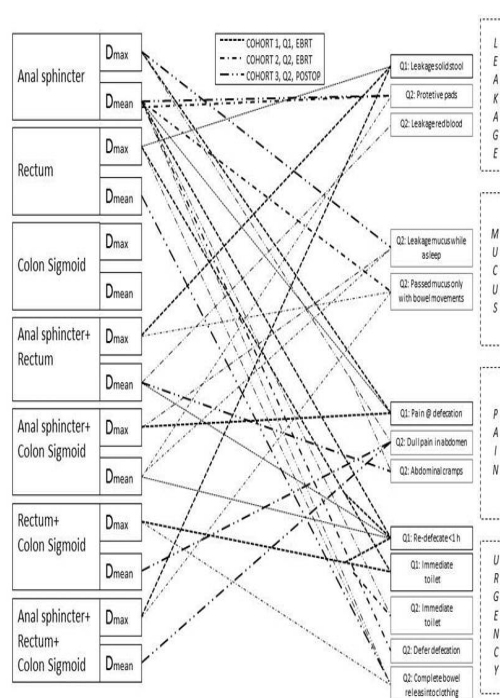 COHORT 1, Q1, EBRT
COHORT 2, Q2, EBRT
COHORT 3, Q2, POSTOP
Anal sphincter
Dmax
Dmean
Rectum
Dmax
Dmean
Colon Sigmoid
Dmax
Dmean
Anal sphincter+
Rectum
Dmax
Dmean
Anal sphincter+
Colon Sigmoid
Dmax
Dmean
Rectum+
Colon Sigmoid
Dmax
Dmean
Anal sphincter+
Rectum+
Colon Sigmoid
Dmax
Dmean
Q1: Leakage solid stool
Q2: Protetive pads
Q2: Leakage red blood
LEAKAGE
Q2: Leakage mucus while
asleep
Q2: Passed mucus only
with bowel movements
MUCUS
Q1: Pain @ defecation
Q2: Dull pain in abdomen
Q2: Abdominal cramps
PAIN
Q1: Re-defecate <1 h
Q1: Immediate
toilet
Q2: Immediate
toilet
Q2: Defer defecation
Q2: Complete bowel
release into clothing
URGENCY